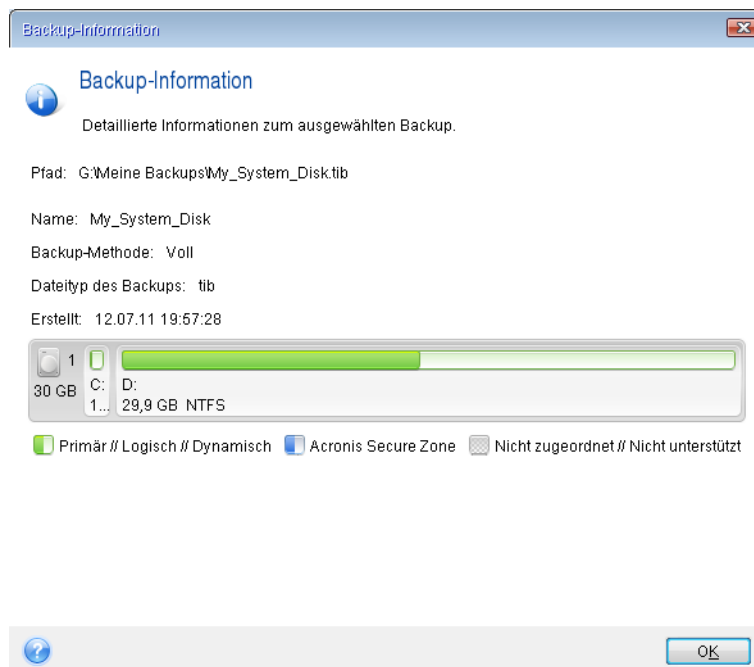 Backup-Information
Backup-Information
Detaillierte Informationen zum ausgewählten Backup.
Pfad: G:\Meine Backups\My_System_Disk.tib
Name: My_System_Disk
Backup-Methode: Voll
Dateityp des Backups: tib
Erstellt: 12.07.11 19:57:28
1
30 GB
C:
1...
D:
29,9 GB NTFS
Primär // Logisch // Dynamisch Acronis Secure Zone Nicht zugeordnet // Nicht unterstützt
OK